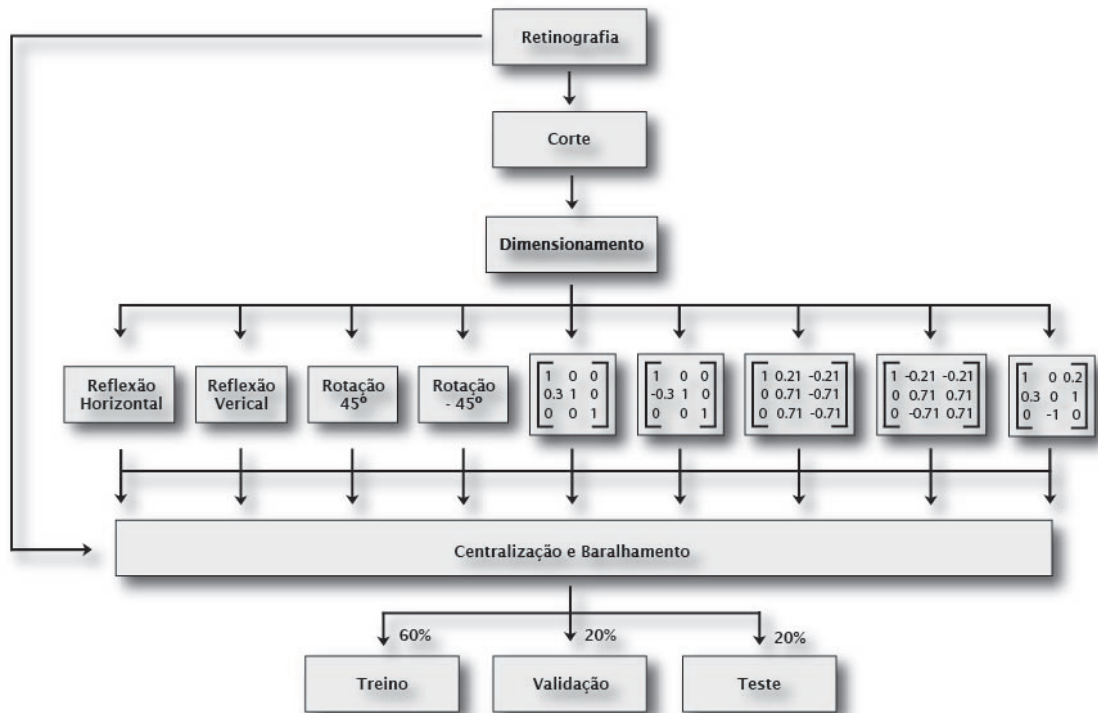 Retinografia
Corte
Dimensionamento
Reflexão
Horizontal
Reflexão
Verical
Rotação
45º
Rotação
- 45º
1 0 0
0.3 1 0
0 0 1
1 0 0
-0.3 1 0
0 0 1
1 0.21 -0.21
0 0.71 -0.71
0 0.71 -0.71
1 -0.21 -0.21
0 0.71 0.71
0 -0.71 0.71
1 0 0.2
0.3 0 1
0 -1 0
Centralização e Baralhamento
60%
20%
20%
Treino
Validação
Teste